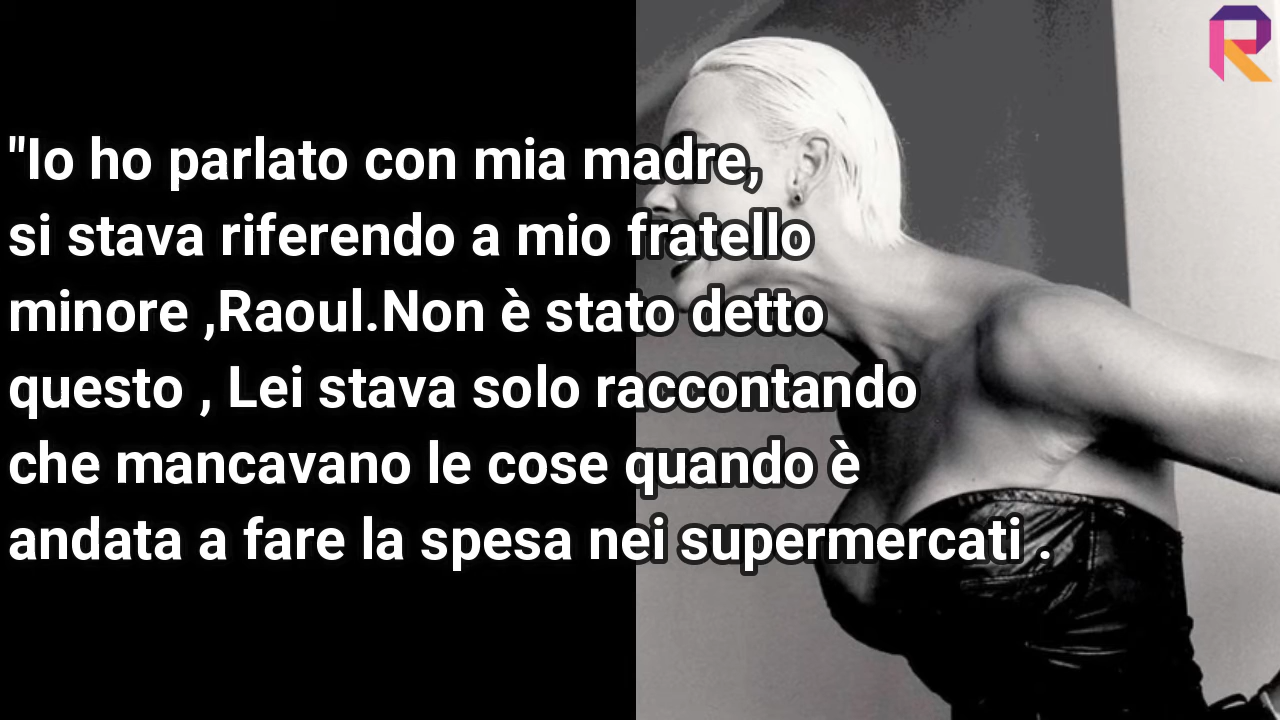 "Io ho parlato con mia madre,
si stava riferendo a mio fratello
minore ,Raoul.Non è stato detto
questo , Lei stava solo raccontando
che mancavano le cose quando è
andata a fare la spesa nei supermercati .